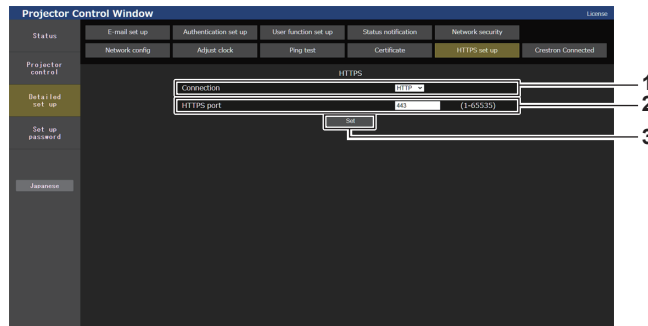 Projector Control Window License
Status E-mail set up Authentication set up User function set up Status notification Network security
Network config Adjust clock Ping test Certificate HTTPS set up Crestron Connected
Projector
control
HTTPS
Connection HTTP 1
Detailed
set up
HTTPS port 443 (1-65535) 2
Set 3
Set up
password
Japanese